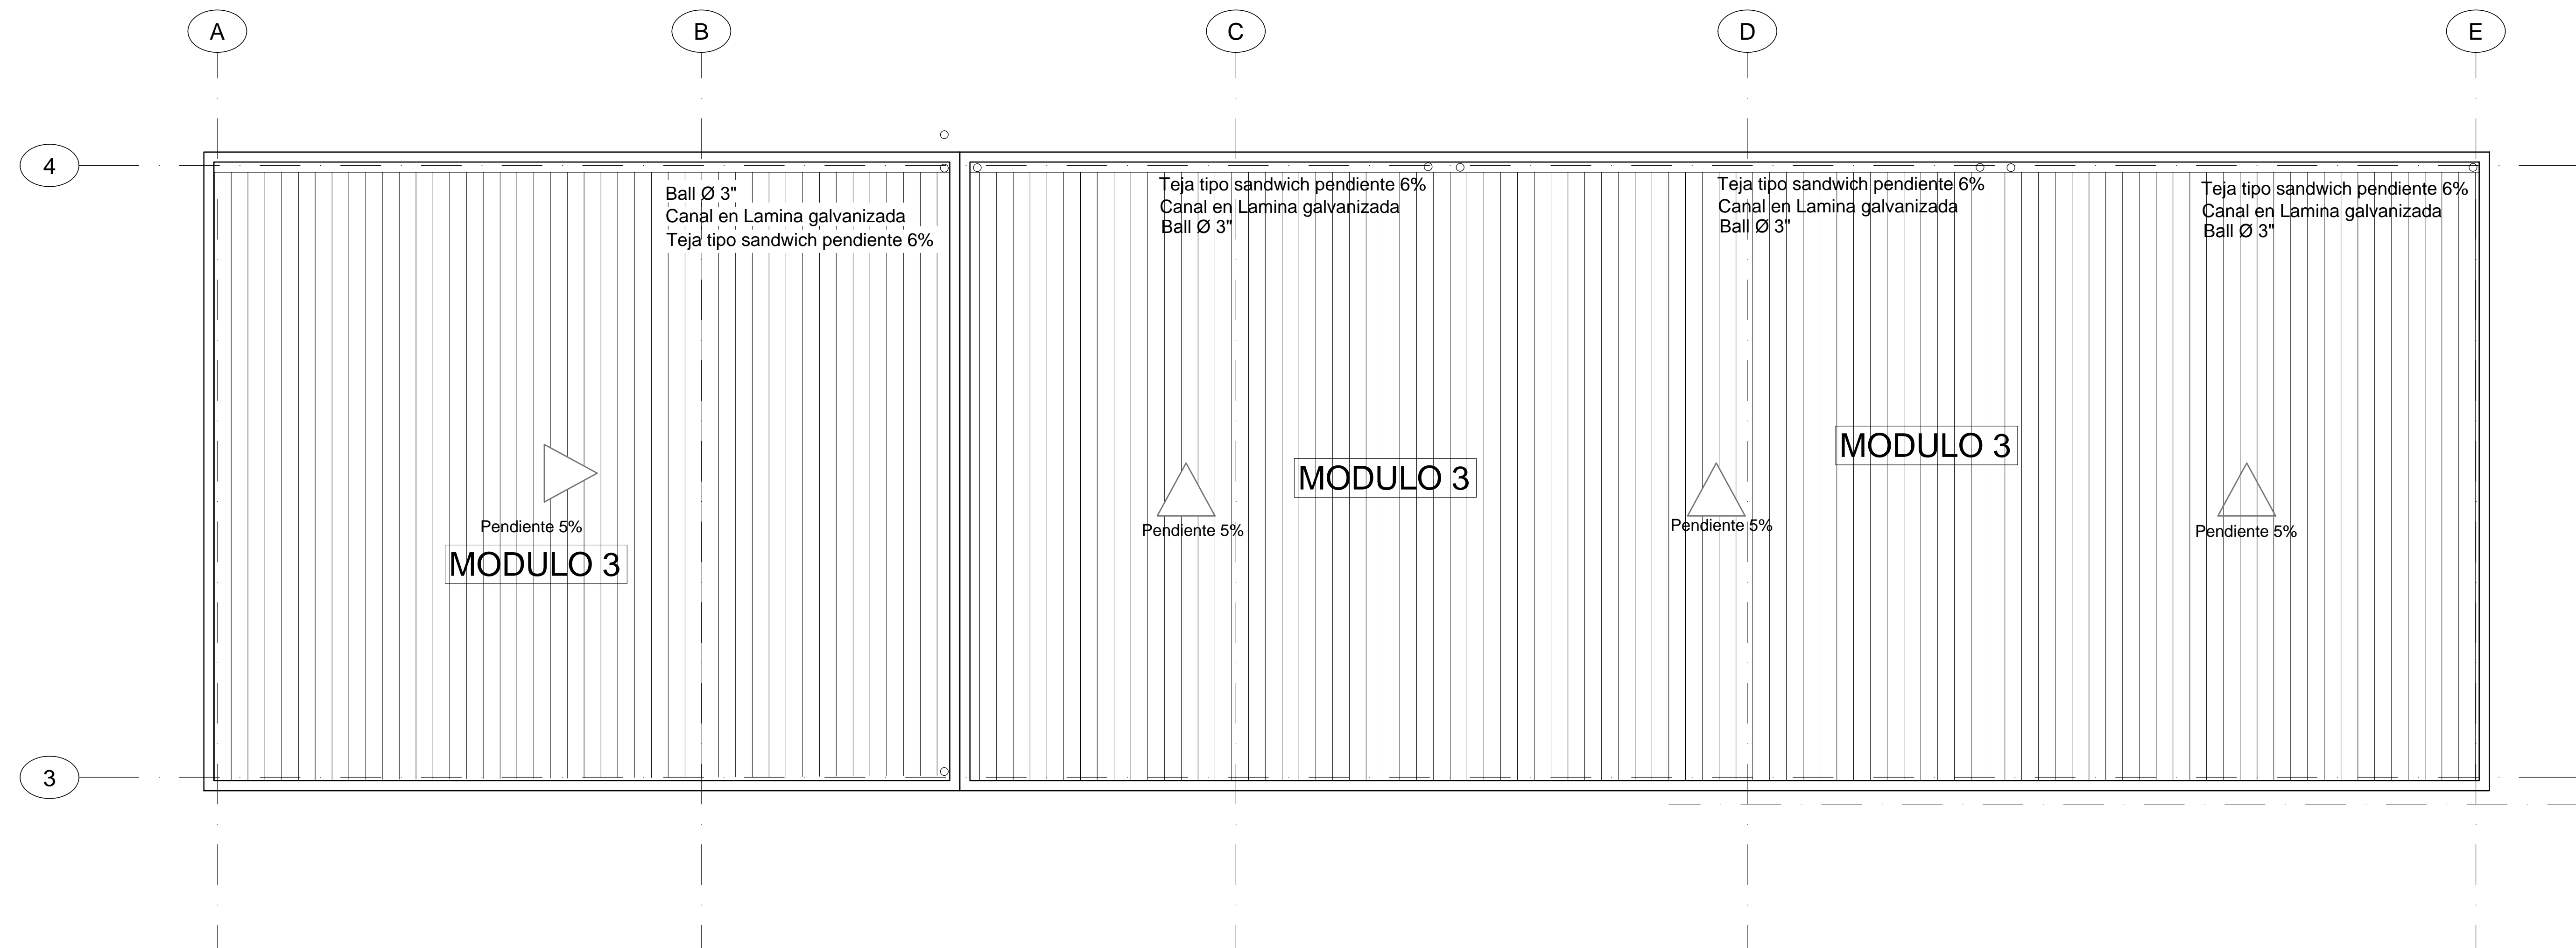 A
B
C
D
E
4
Ball Ø 3"
Canal en Lamina galvanizada
Teja tipo sandwich pendiente 6%
Teja tipo sandwich pendiente 6%
Canal en Lamina galvanizada
Ball Ø 3"
Teja tipo sandwich pendiente 6%
Canal en Lamina galvanizada
Ball Ø 3"
Teja tipo sandwich pendiente 6%
Canal en Lamina galvanizada
Ball Ø 3"
Pendiente 5%
MODULO 3
Pendiente 5%
MODULO 3
Pendiente 5%
MODULO 3
Pendiente 5%
3